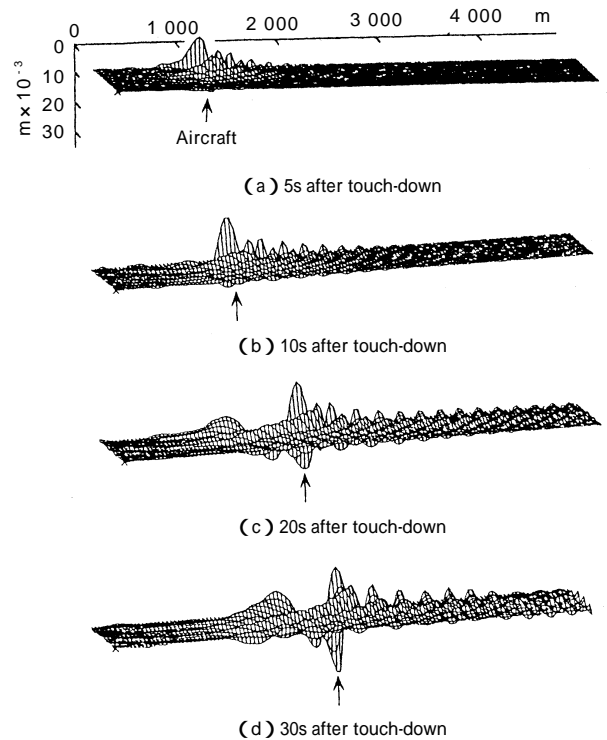 0 1 000 2 000 3 000 4 000 m
0
10
20
30
m × 10⁻³
Aircraft
(a) 5s after touch-down
(b) 10s after touch-down
(c) 20s after touch-down
(d) 30s after touch-down